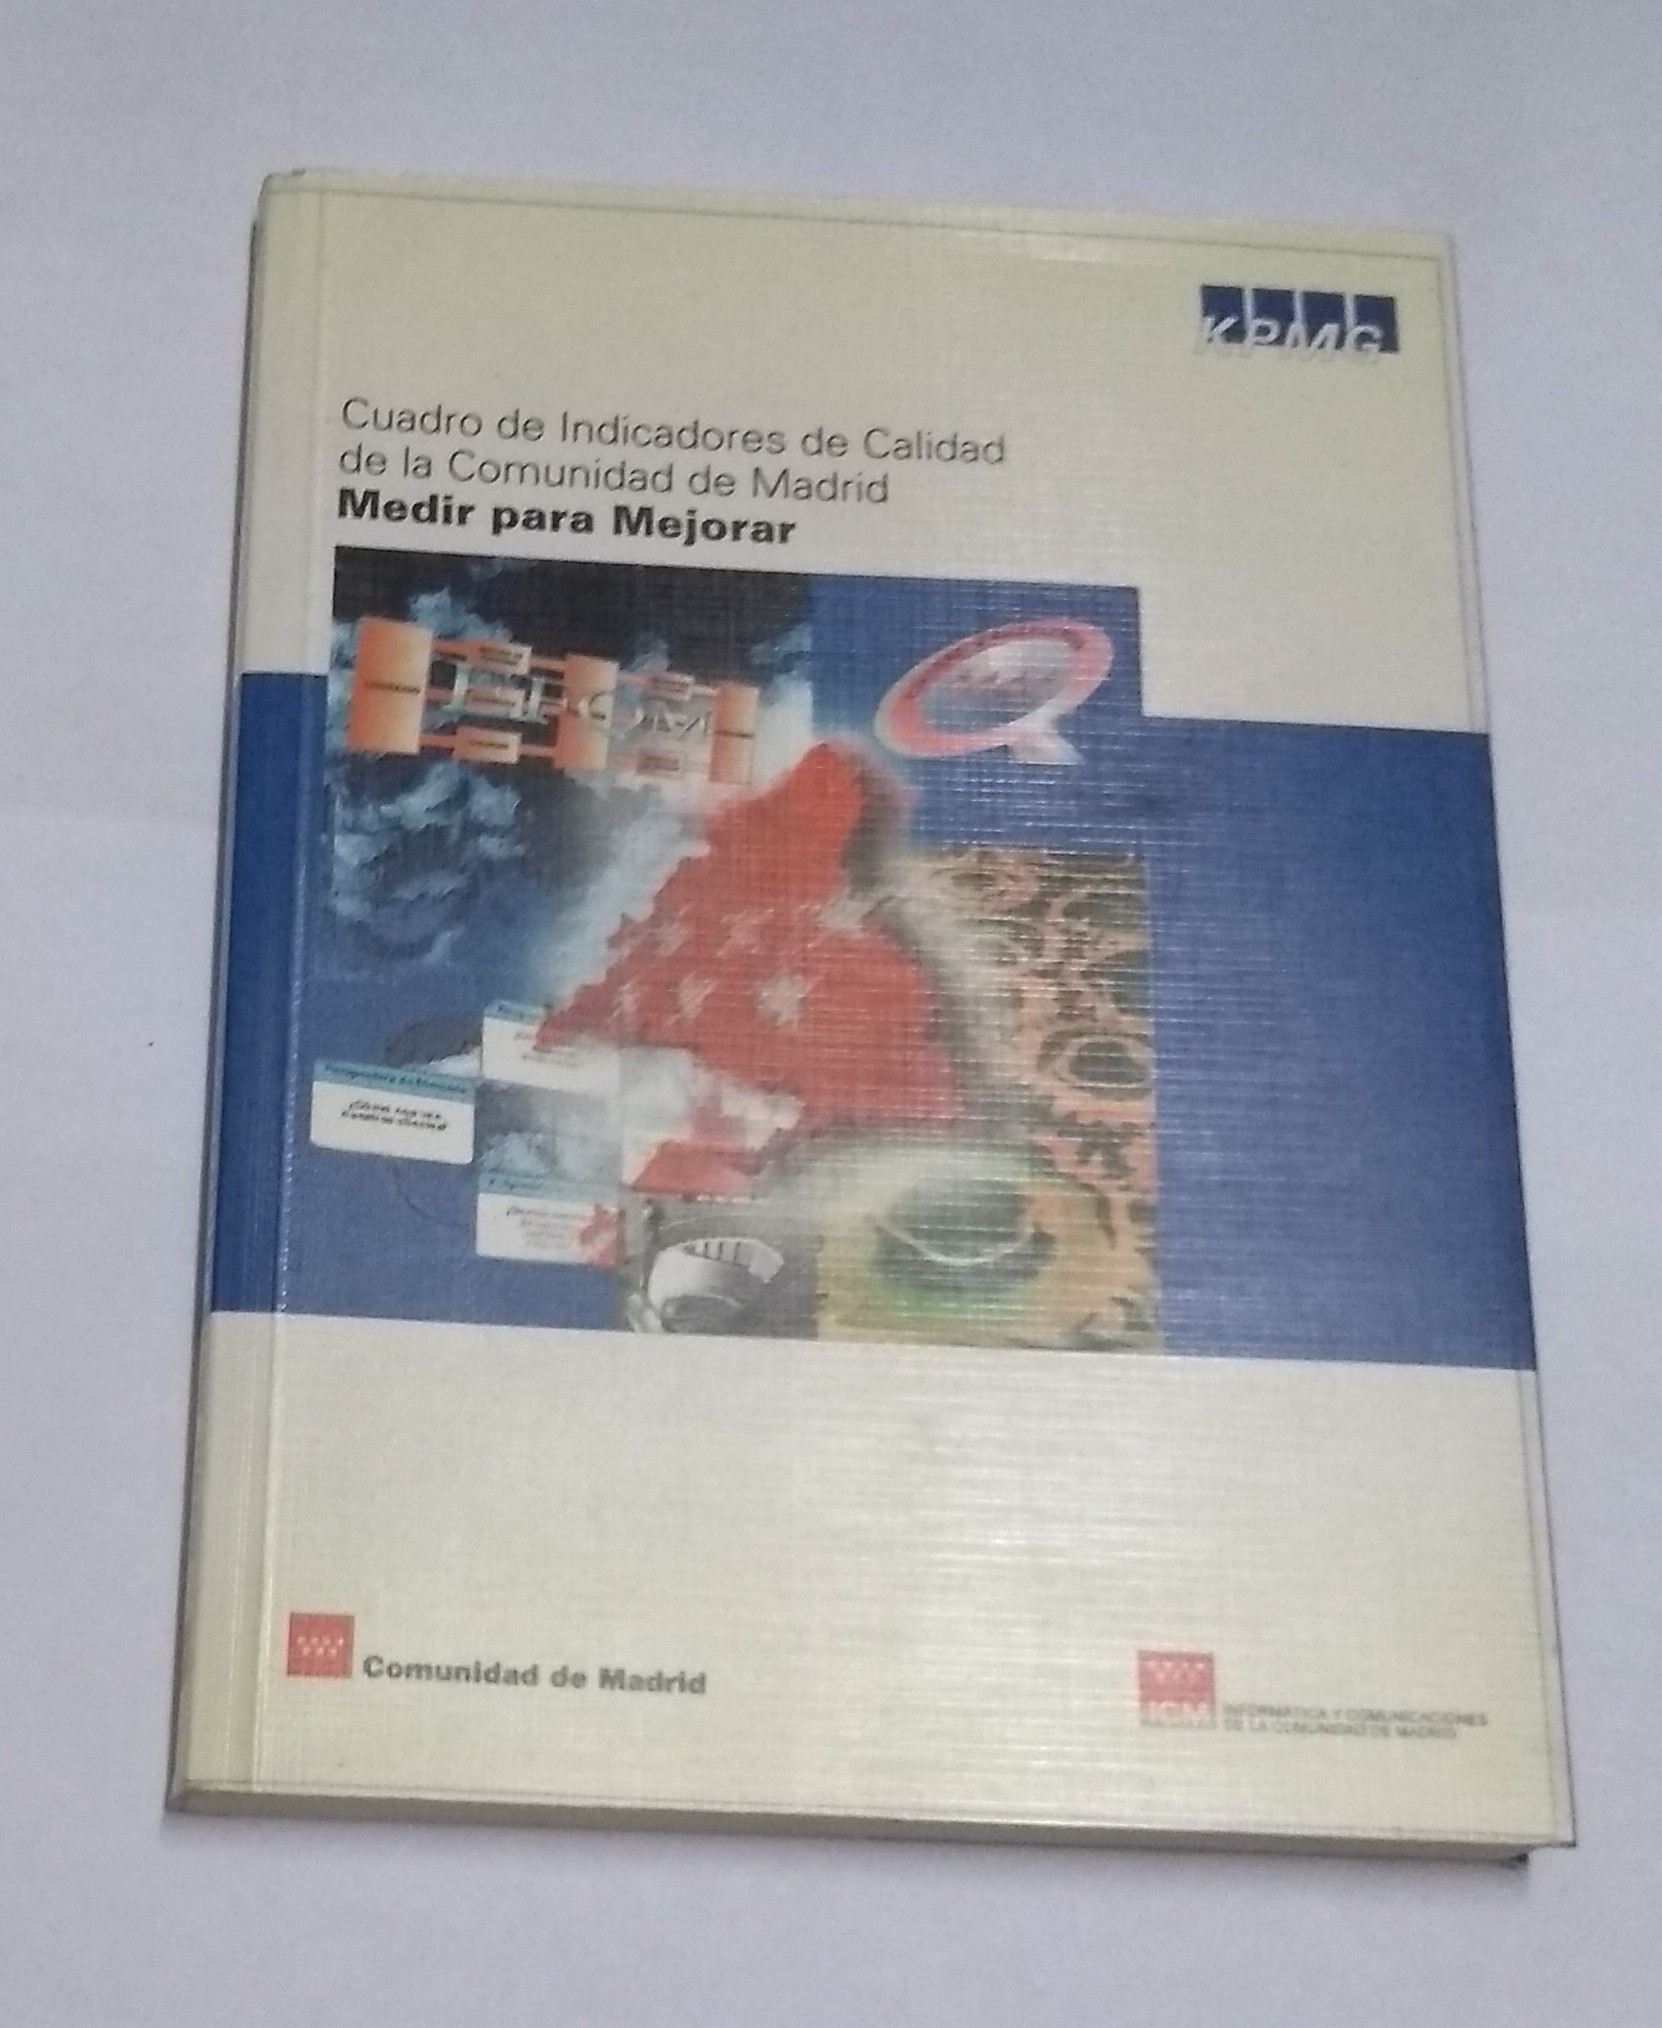 KPMG
Cuadro de Indicadores de Calidad
de la Comunidad de Madrid
Medir para Mejorar
Comunidad de Madrid
ICM
INFORMATICA Y COMUNICACIONES
DE LA COMUNIDAD DE MADRID